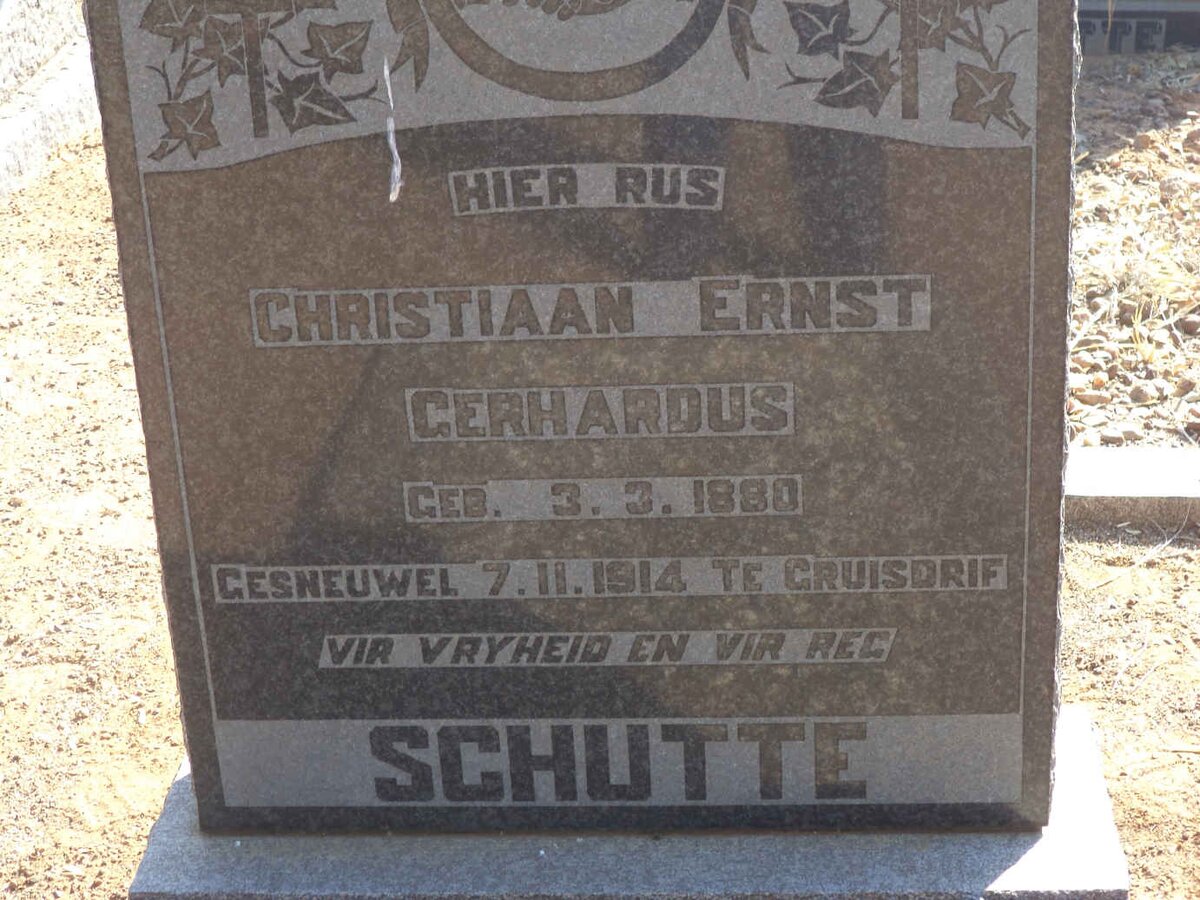 HIER RUS
CHRISTIAAN ERNST
GERHARDUS
GEB. 3.3.1880
GESNEUWEL 7.11.1914 TE GRUISDRIF
VIR VRYHEID EN VIR REG
SCHUTTE